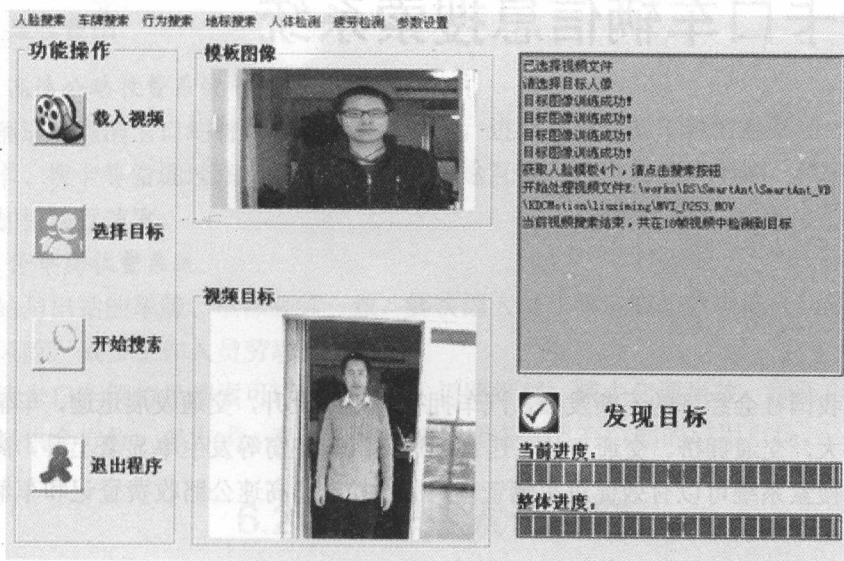 人脸搜索 车牌搜索 行为搜索 地标搜索 人体检测 疲劳检测 参数设置
功能操作
载入视频
选择目标
开始搜索
退出程序
模板图像
视频目标
已选择视频文件
请选择目标人像
目标图像训练成功!
目标图像训练成功!
目标图像训练成功!
目标图像训练成功!
获取人脸模板4个，请点击搜索按钮
开始处理视频文件E:\works\DS\SmartAnt\SmartAnt_VB
\KDCMotion\liuximing\MVI_0253.MOV
当前视频搜索结束，共在18帧视频中检测到目标
发现目标
当前进度:
整体进度: